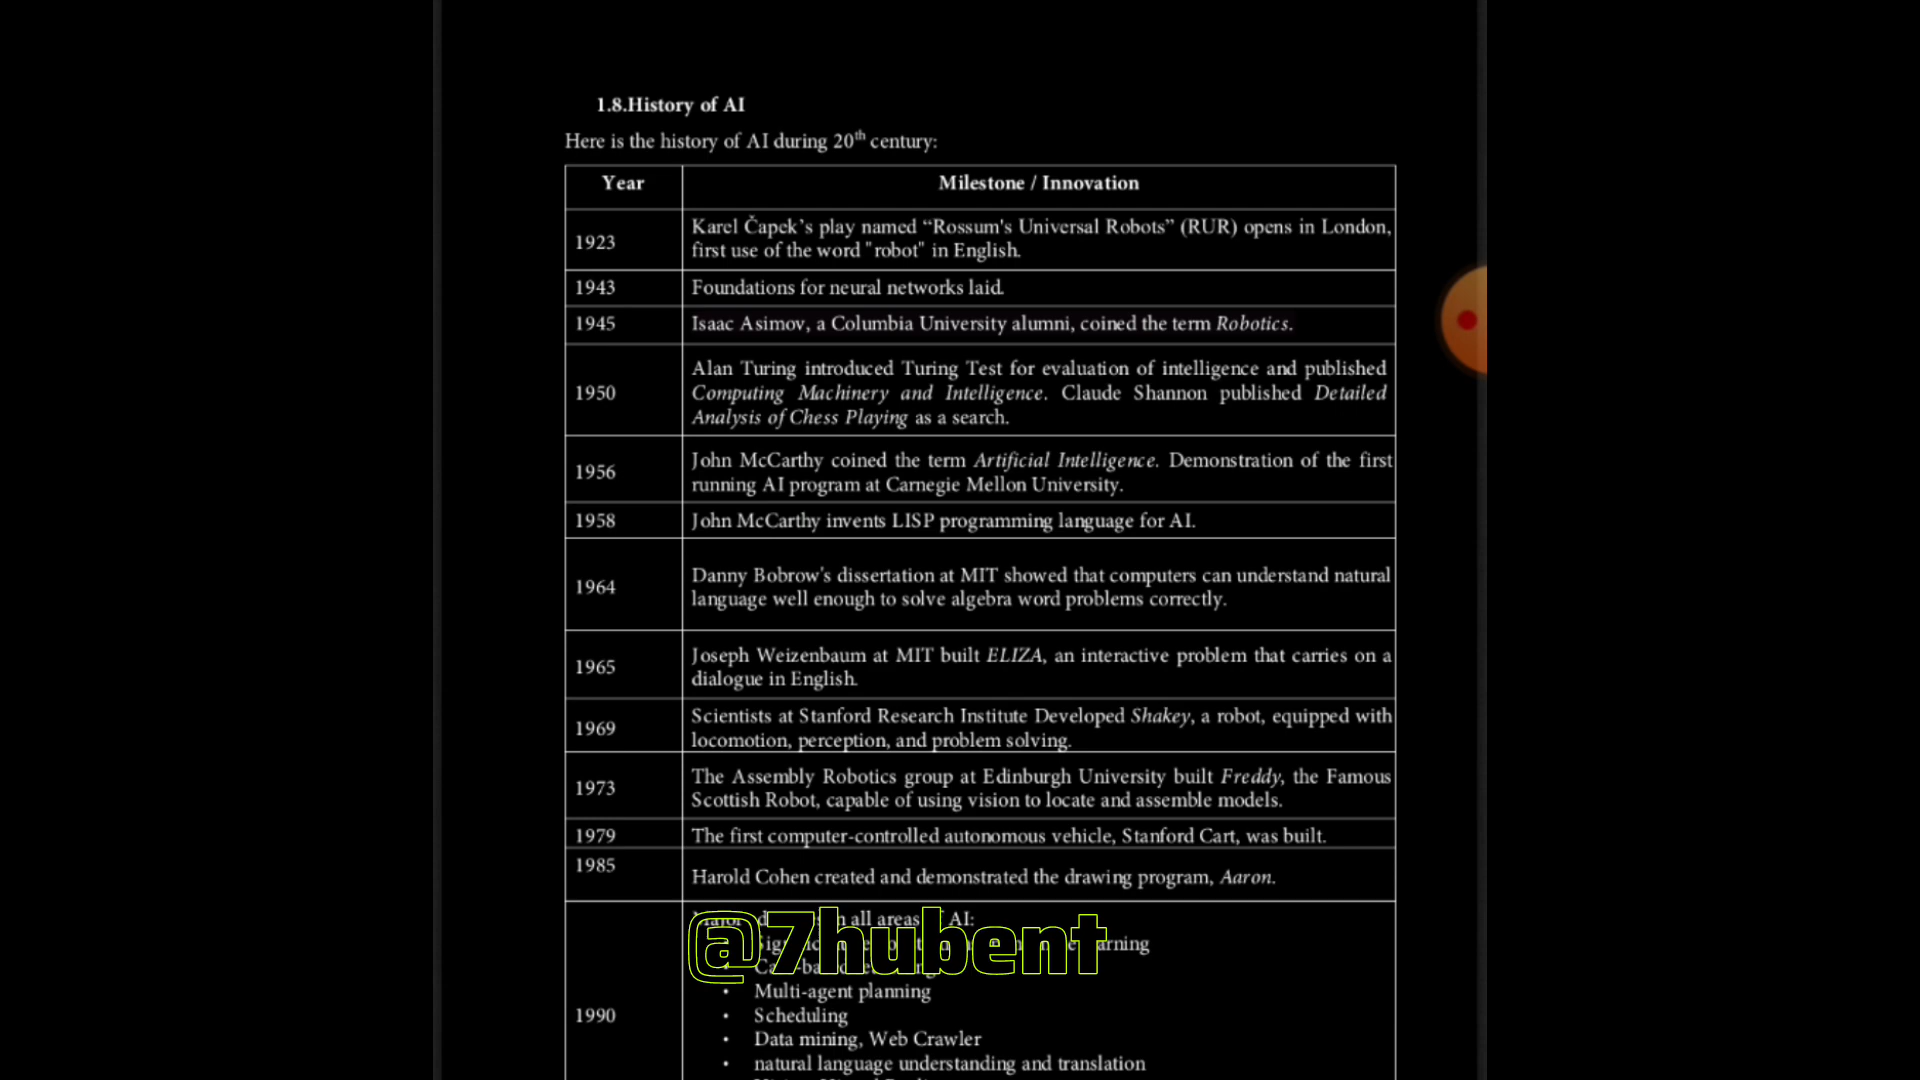 1.8.History of AI
Here is the history of AI during 20th century:
Year Milestone / Innovation
1923 Karel Čapek’s play named “Rossum's Universal Robots” (RUR) opens in London,
first use of the word "robot" in English.
1943 Foundations for neural networks laid.
1945 Isaac Asimov, a Columbia University alumni, coined the term Robotics.
1950 Alan Turing introduced Turing Test for evaluation of intelligence and published
Computing Machinery and Intelligence. Claude Shannon published Detailed
Analysis of Chess Playing as a search.
1956 John McCarthy coined the term Artificial Intelligence. Demonstration of the first
running AI program at Carnegie Mellon University.
1958 John McCarthy invents LISP programming language for AI.
1964 Danny Bobrow's dissertation at MIT showed that computers can understand natural
language well enough to solve algebra word problems correctly.
1965 Joseph Weizenbaum at MIT built ELIZA, an interactive problem that carries on a
dialogue in English.
1969 Scientists at Stanford Research Institute Developed Shakey, a robot, equipped with
locomotion, perception, and problem solving.
1973 The Assembly Robotics group at Edinburgh University built Freddy, the Famous
Scottish Robot, capable of using vision to locate and assemble models.
1979 The first computer-controlled autonomous vehicle, Stanford Cart, was built.
1985 Harold Cohen created and demonstrated the drawing program, Aaron.
all areas AI:
@7hubent
1990
• Multi-agent planning
• Scheduling
• Data mining, Web Crawler
• natural language understanding and translation